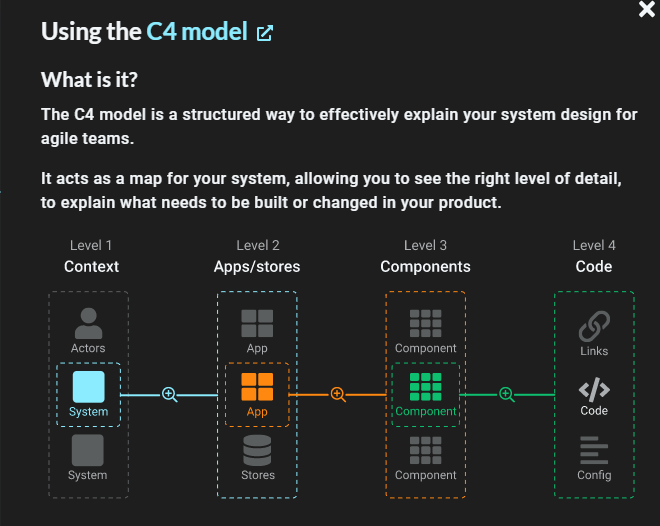 Using the C4 model
What is it?
The C4 model is a structured way to effectively explain your system design for
agile teams.
It acts as a map for your system, allowing you to see the right level of detail,
to explain what needs to be built or changed in your product.
Level 1 Level 2 Level 3 Level 4
Context Apps/stores Components Code
Actors App Component Links
System App Component Code
System Stores Component Config